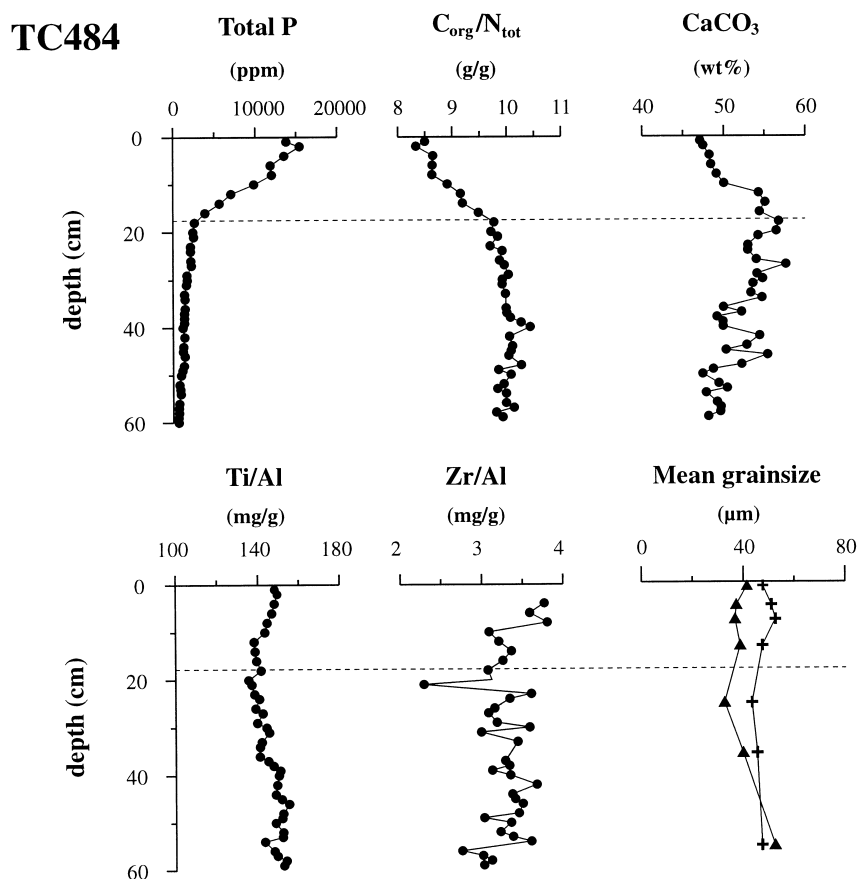 TC484
Total P
(ppm)
0 10000 20000
C_org/N_tot
(g/g)
8 9 10 11
CaCO₃
(wt%)
40 50 60
depth (cm)
0
20
40
60
Ti/Al
(mg/g)
100 140 180
Zr/Al
(mg/g)
2 3 4
Mean grainsize
(µm)
0 40 80
depth (cm)
0
20
40
60